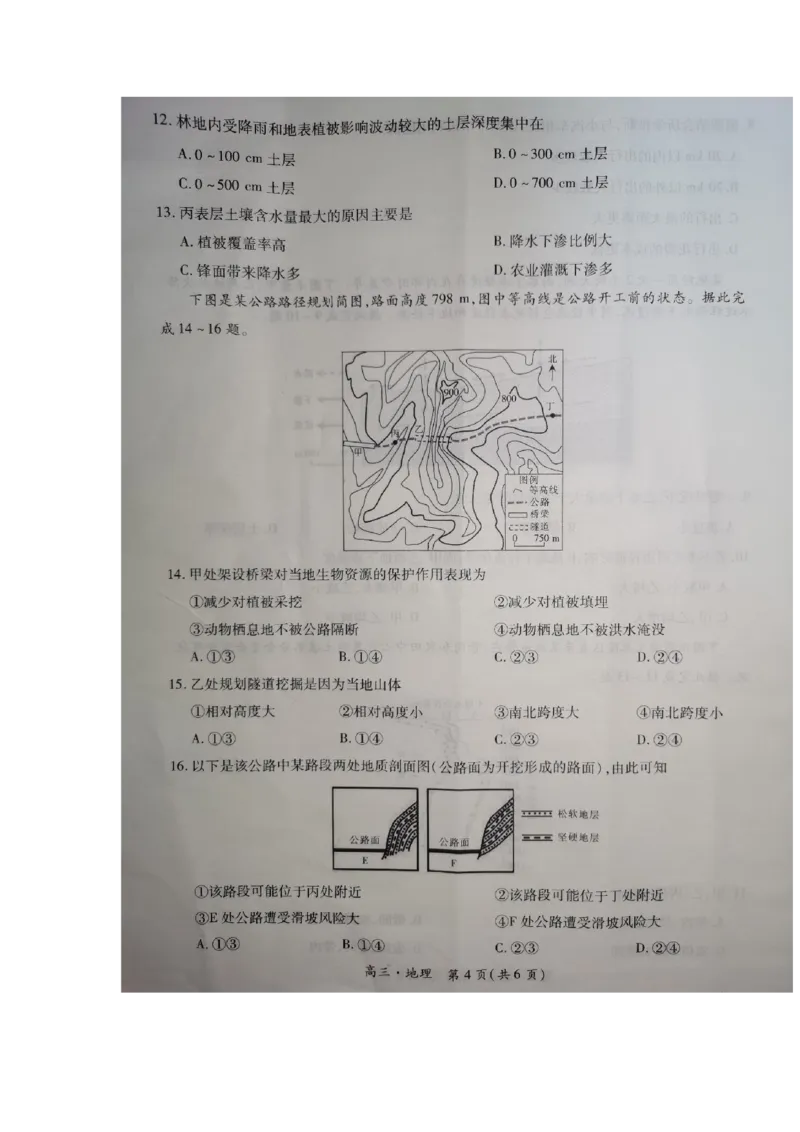 12. 林地内受降雨和地表植被影响波动较大的土层深度集中在
A. 0～100 cm 土层
B. 0～300 cm 土层
C. 0～500 cm 土层
D. 0～700 cm 土层
13. 丙表层土壤含水量最大的原因主要是
A. 植被覆盖率高
B. 降水下渗比例大
C. 锋面带来降水多
D. 农业灌溉下渗多
下图是某公路路径规划简图,路面高度 798 m,图中等高线是公路开工前的状态。据此完
成 14～16 题。
北
900
800
丁
丙
乙
甲
图例
等高线
公路
桥梁
隧道
0 750 m
14. 甲处架设桥梁对当地生物资源的保护作用表现为
①减少对植被采挖
②减少对植被填埋
③动物栖息地不被公路隔断
④动物栖息地不被洪水淹没
A. ①③
B. ①④
C. ②③
D. ②④
15. 乙处规划隧道挖掘是因为当地山体
①相对高度大
②相对高度小
③南北跨度大
④南北跨度小
A. ①③
B. ①④
C. ②③
D. ②④
16. 以下是该公路中某路段两处地质剖面图(公路面为开挖形成的路面),由此可知
公路面
E
公路面
F
松软地层
坚硬地层
①该路段可能位于丙处附近
②该路段可能位于丁处附近
③E 处公路遭受滑坡风险大
④F 处公路遭受滑坡风险大
A. ①③
B. ①④
C. ②③
D. ②④
高三·地理 第 4 页(共 6 页)